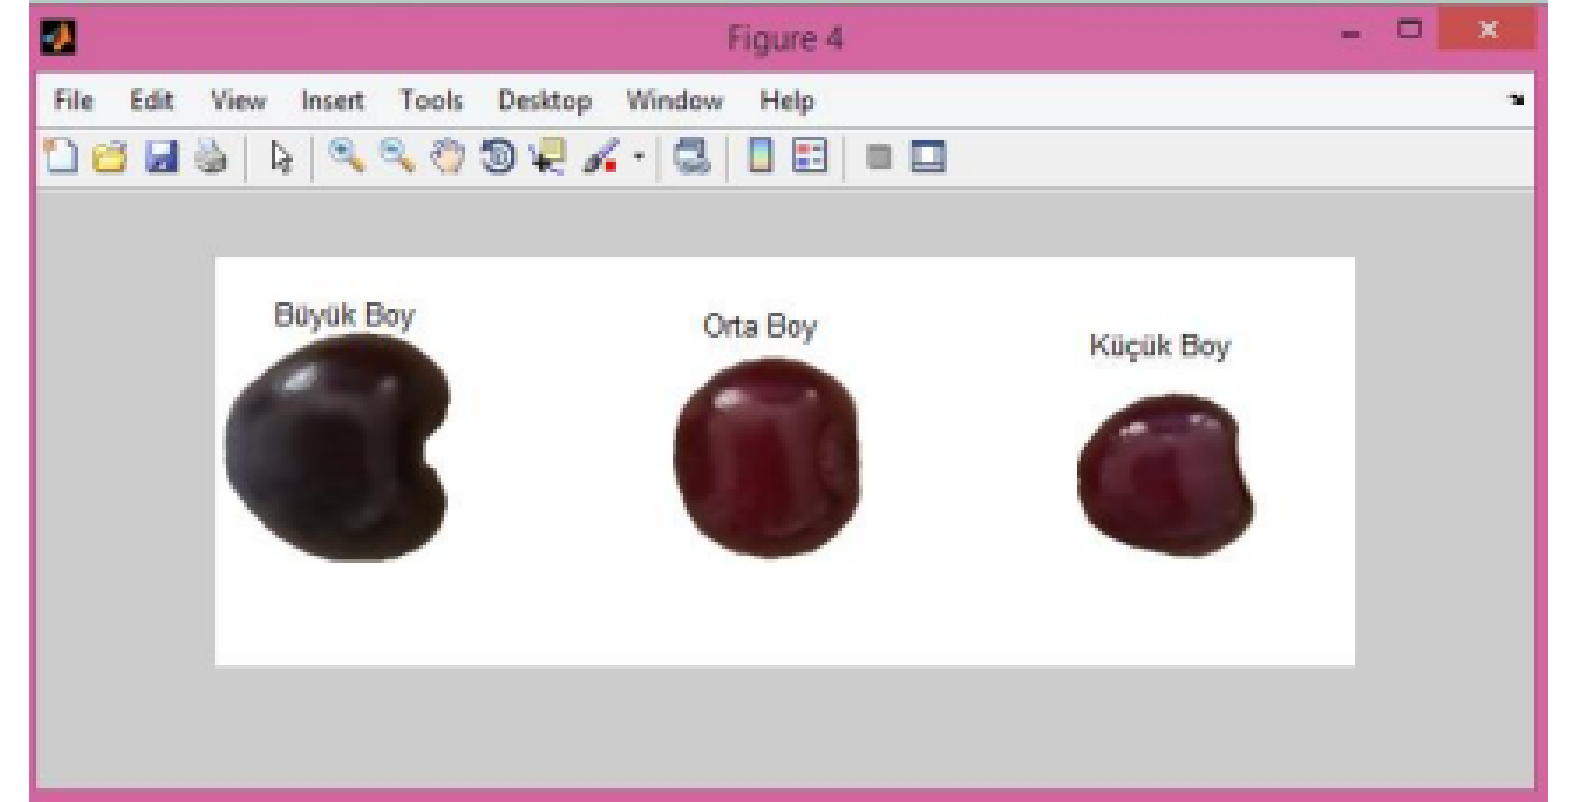 Figure 4
File Edit View Insert Tools Desktop Window Help
Büyük Boy
Orta Boy
Küçük Boy